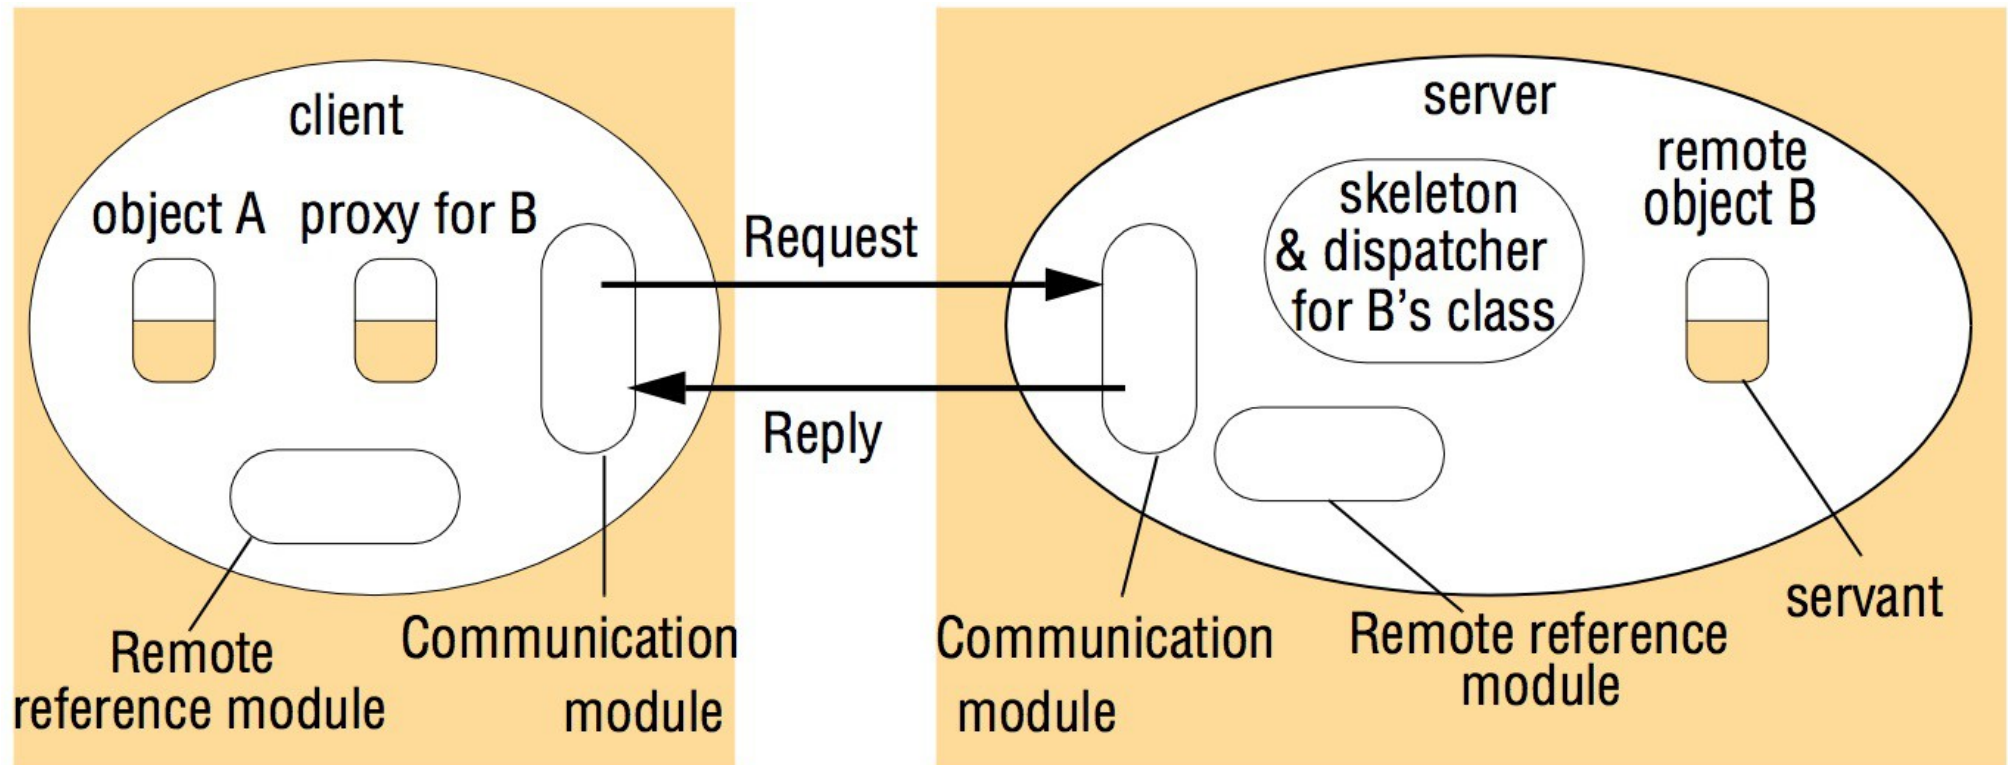 client
object A
proxy for B
Remote
reference module
Communication
module
Request
Reply
server
skeleton
& dispatcher
for B’s class
remote
object B
Communication
module
Remote reference
module
servant